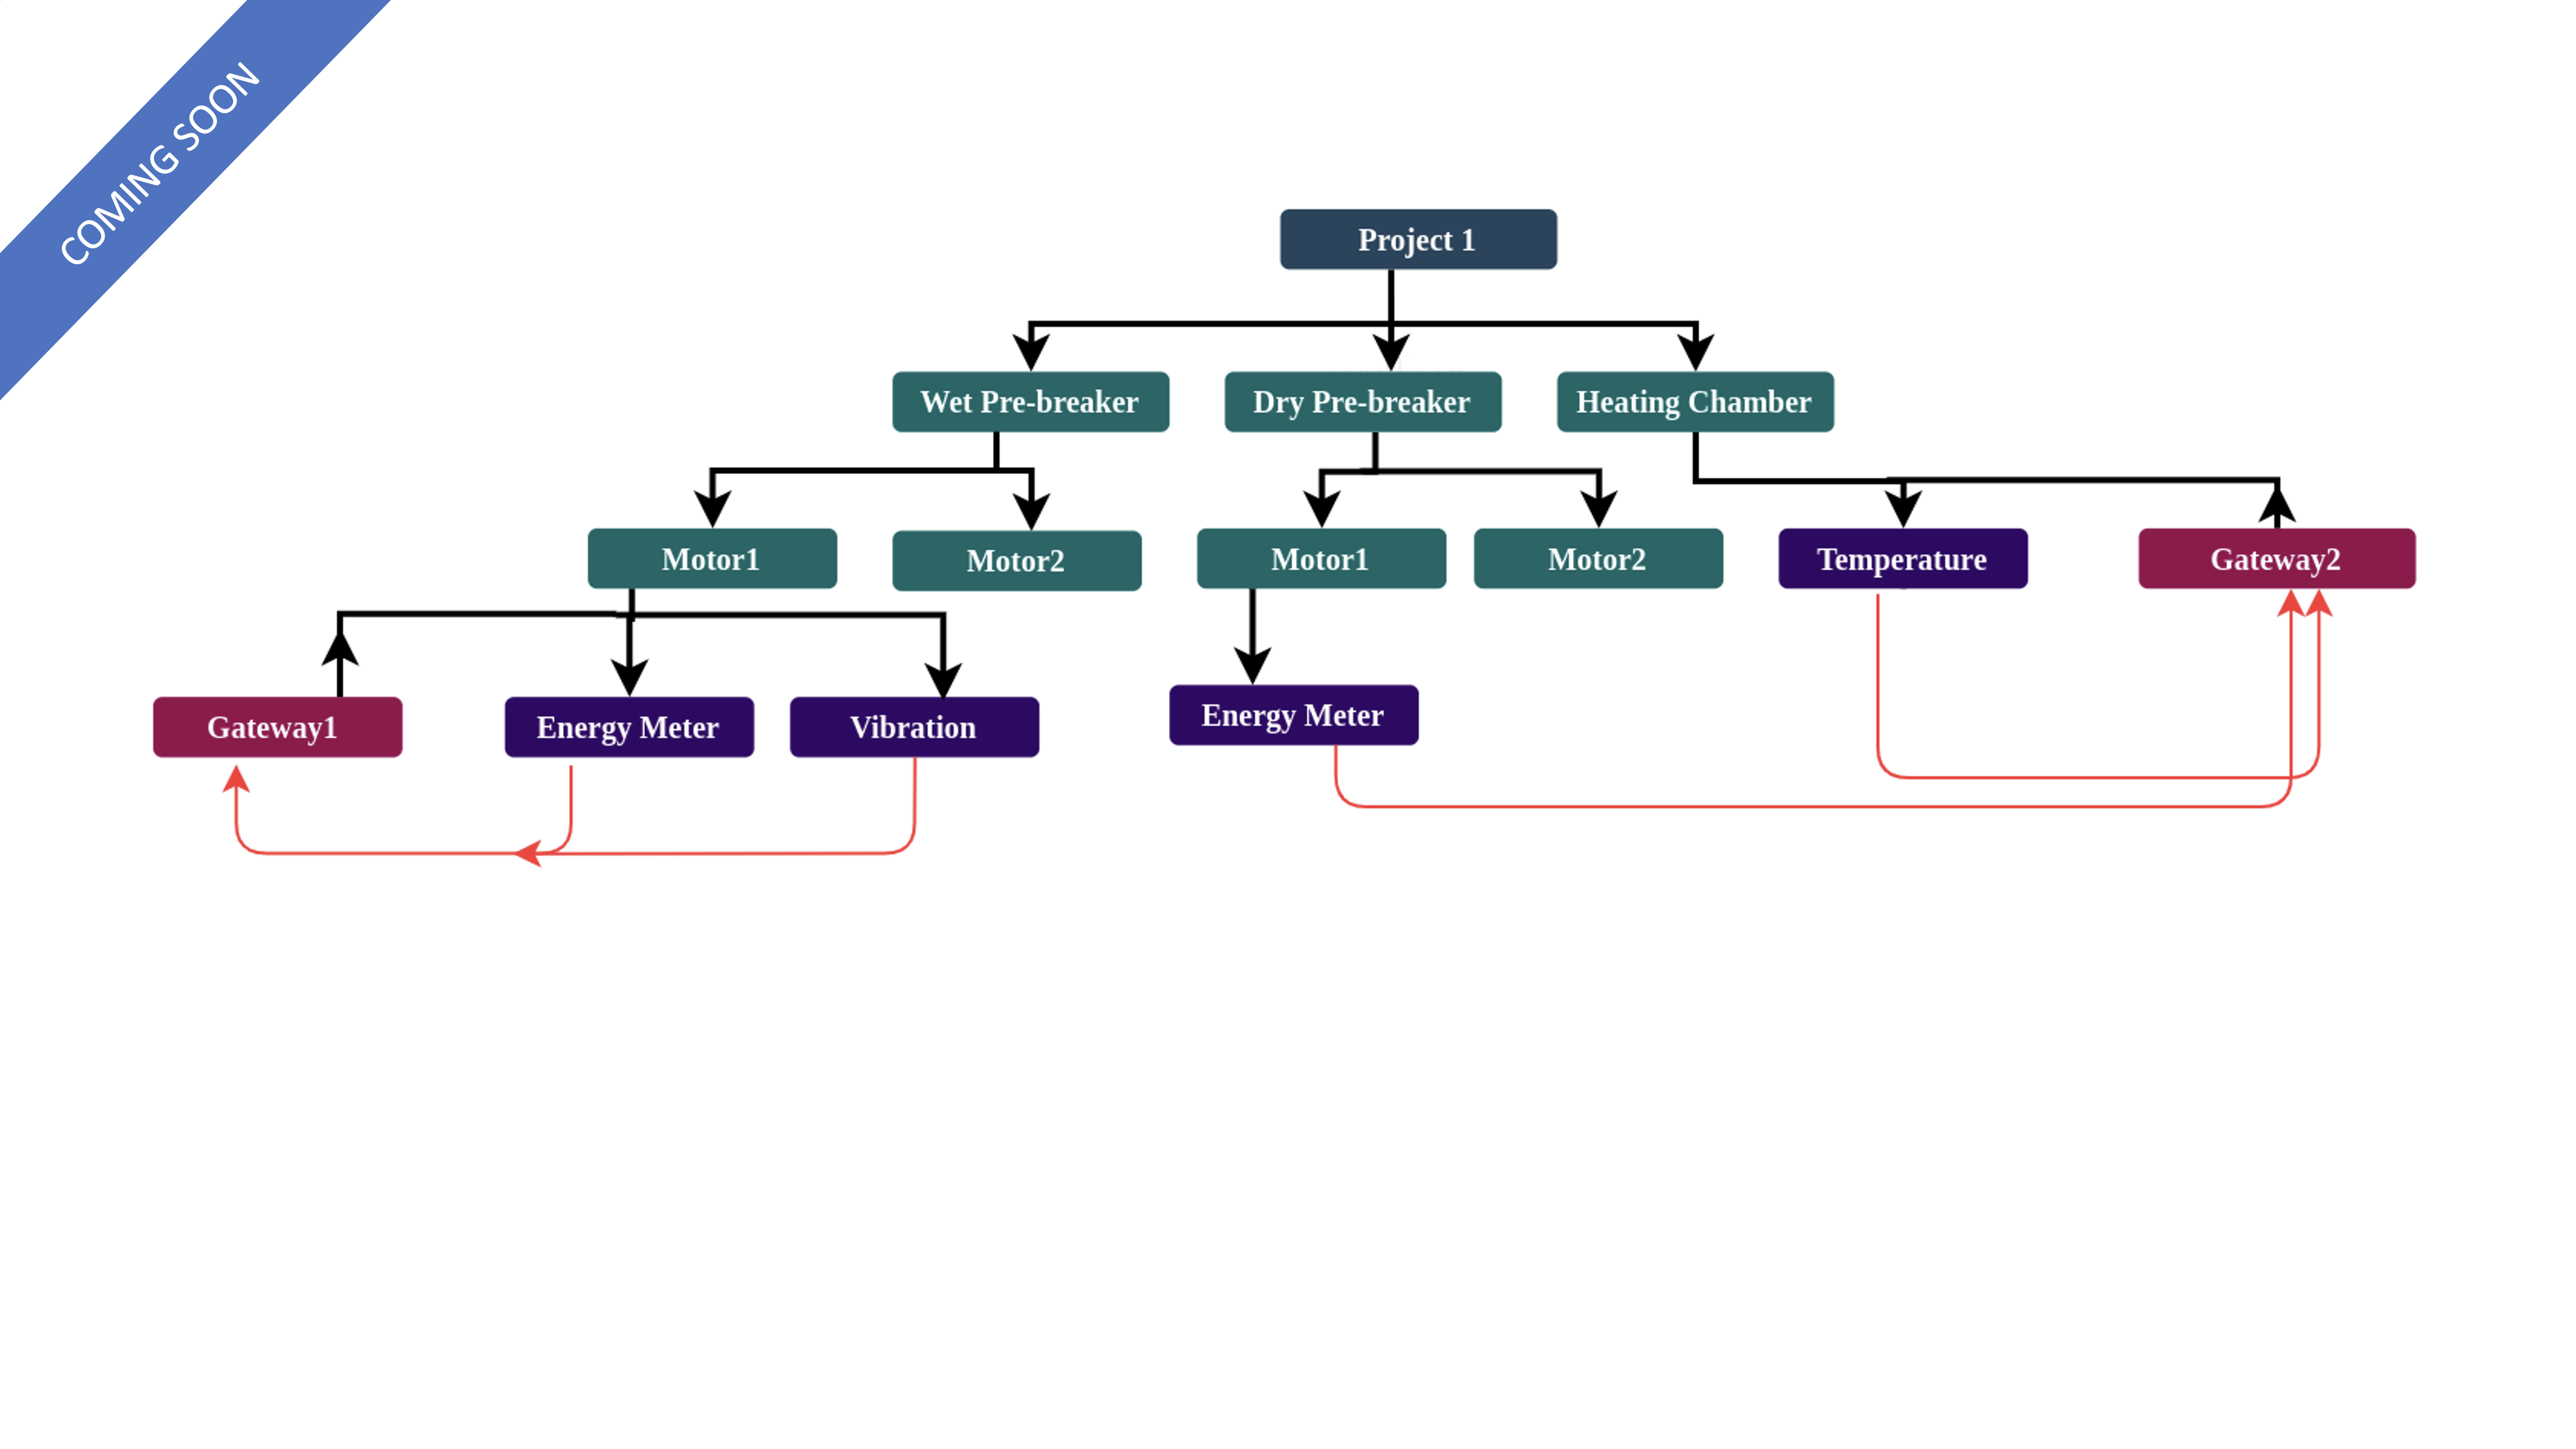 COMING SOON
Project 1
Wet Pre-breaker
Dry Pre-breaker
Heating Chamber
Motor1
Motor2
Motor1
Motor2
Temperature
Gateway2
Gateway1
Energy Meter
Vibration
Energy Meter